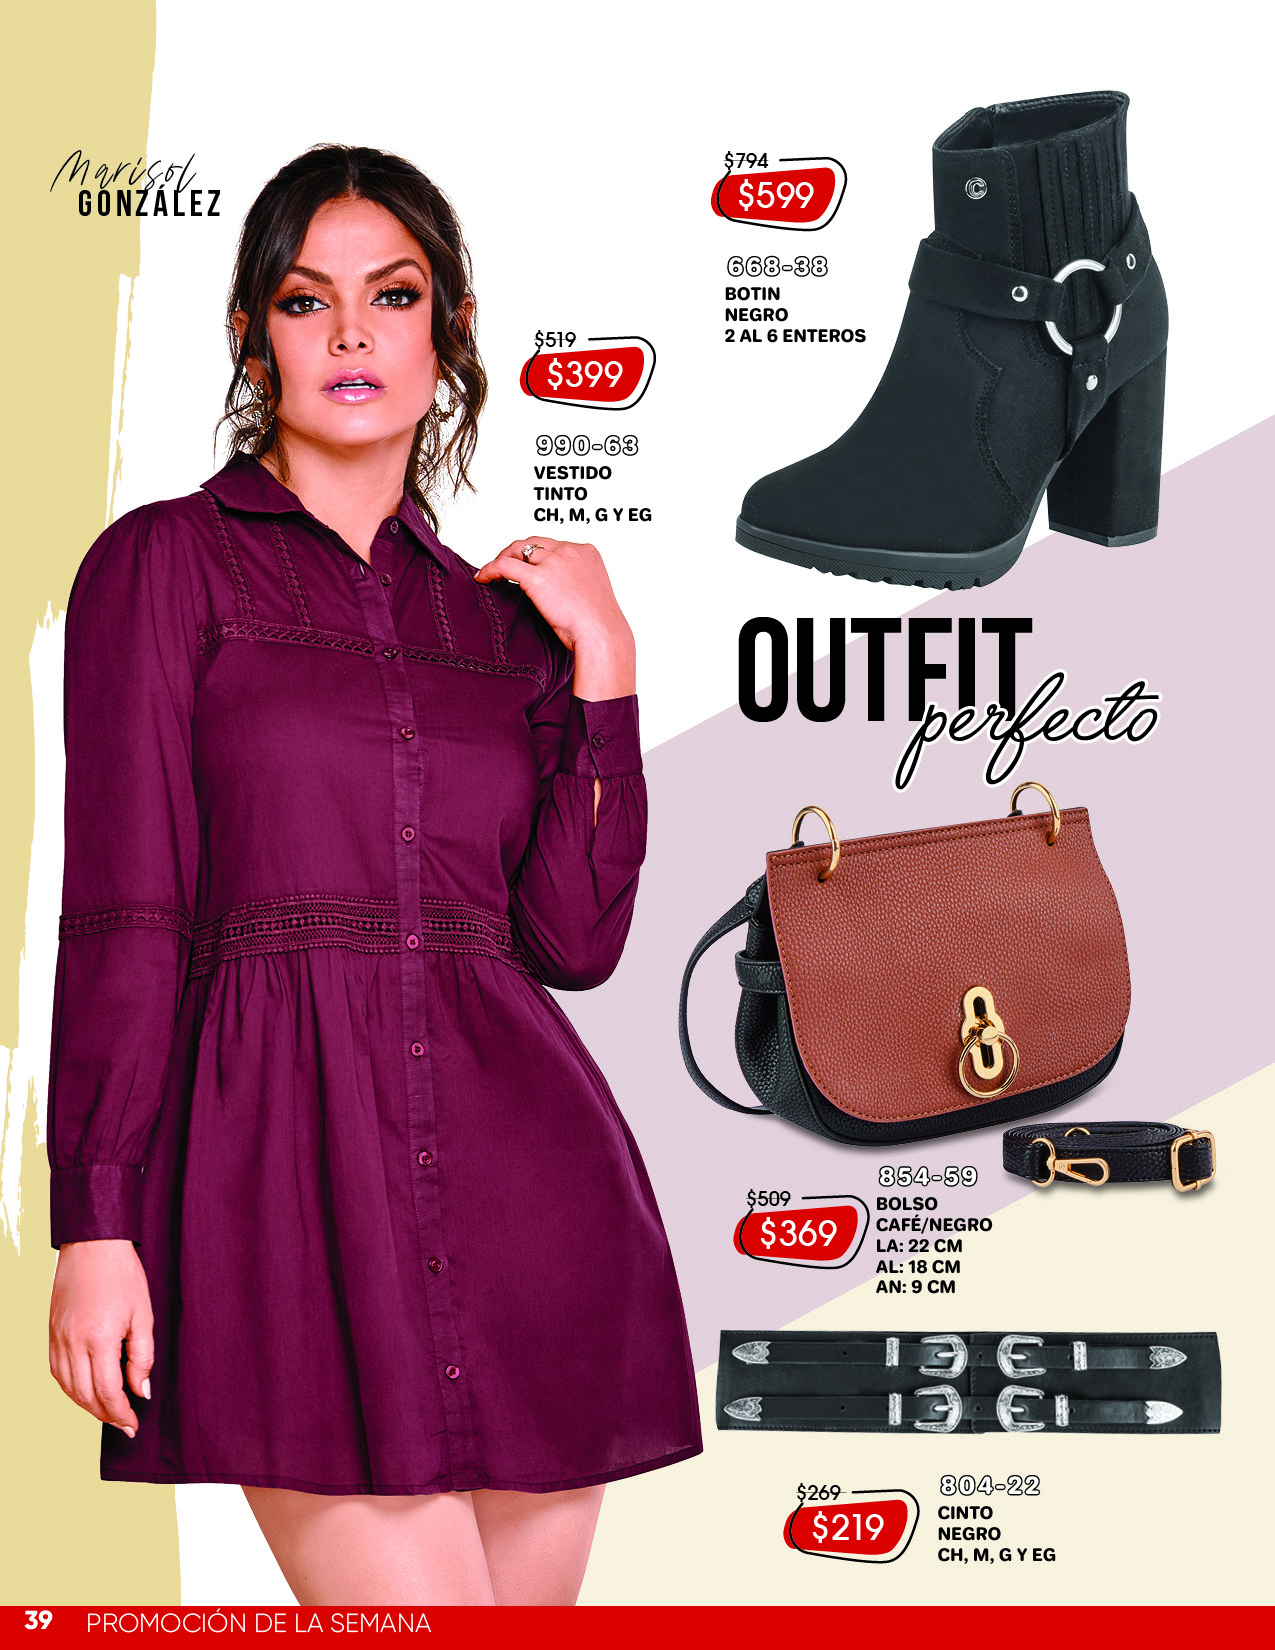 Marisol
GONZÁLEZ
$794
$599
668-38
BOTIN
NEGRO
2 AL 6 ENTEROS
$519
$399
990-63
VESTIDO
TINTO
CH, M, G Y EG
OUTFIT
perfecto
854-59
BOLSO
CAFÉ/NEGRO
LA: 22 CM
AL: 18 CM
AN: 9 CM
$509
$369
$269
$219
804-22
CINTO
NEGRO
CH, M, G Y EG
39 PROMOCIÓN DE LA SEMANA